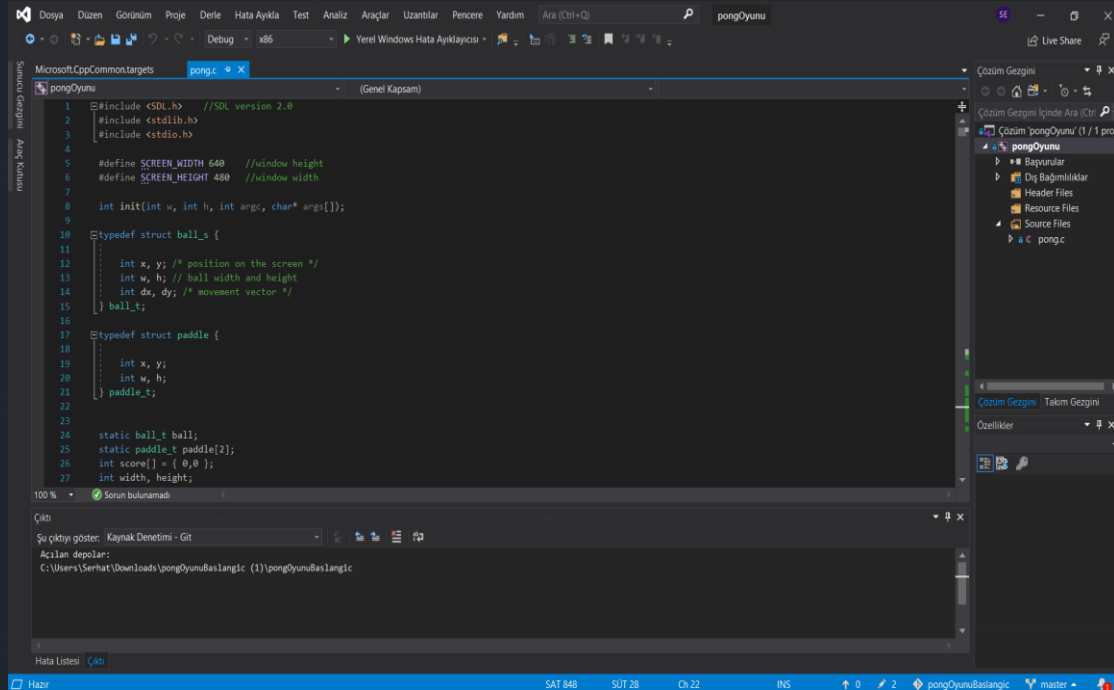 Dosya Düzen Görünüm Proje Derle Hata Ayıkla Test Analiz Araçlar Uzantılar Pencere Yardım Ara (Ctrl+Q) pongOyunu SE
Debug x86 Yerel Windows Hata Ayıklayıcısı Live Share
Sunucu Gezgini
Araç Kutusu
Microsoft.CppCommon.targets pong.c
pongOyunu (Genel Kapsam)
1 #include <SDL.h> //SDL version 2.0
2 #include <stdlib.h>
3 #include <stdio.h>
4
5 #define SCREEN_WIDTH 640 //window height
6 #define SCREEN_HEIGHT 480 //window width
7
8 int init(int w, int h, int argc, char* args[]);
9
10 typedef struct ball_s {
11
12 int x, y; /* position on the screen */
13 int w, h; // ball width and height
14 int dx, dy; /* movement vector */
15 } ball_t;
16
17 typedef struct paddle {
18
19 int x, y;
20 int w, h;
21 } paddle_t;
22
23
24 static ball_t ball;
25 static paddle_t paddle[2];
26 int score[] = { 0,0 };
27 int width, height;
100 % Sorun bulunamadı
Çıktı
Şu çıktıyı göster: Kaynak Denetimi - Git
Açılan depolar:
C:\Users\Serhat\Downloads\pongOyunuBaslangic (1)\pongOyunuBaslangic
Hata Listesi Çıktı
Çözüm Gezgini
Çözüm Gezgini İçinde Ara (Ctrl
Çözüm 'pongOyunu' (1 / 1 pro
pongOyunu
Başvurular
Dış Bağımlılıklar
Header Files
Resource Files
Source Files
pong.c
Çözüm Gezgini Takım Gezgini
Özellikler
Hazır SAT 848 SÜT 28 Ch 22 INS 0 2 pongOyunuBaslangic master